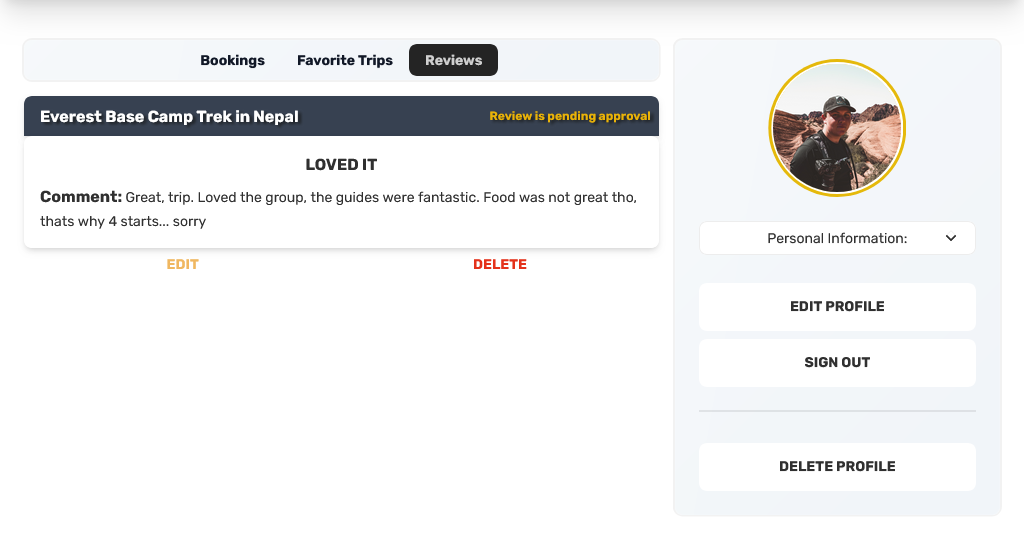 Bookings Favorite Trips Reviews
Everest Base Camp Trek in Nepal Review is pending approval
LOVED IT
Comment: Great, trip. Loved the group, the guides were fantastic. Food was not great tho,
thats why 4 starts... sorry
EDIT DELETE
Personal Information:
EDIT PROFILE
SIGN OUT
DELETE PROFILE